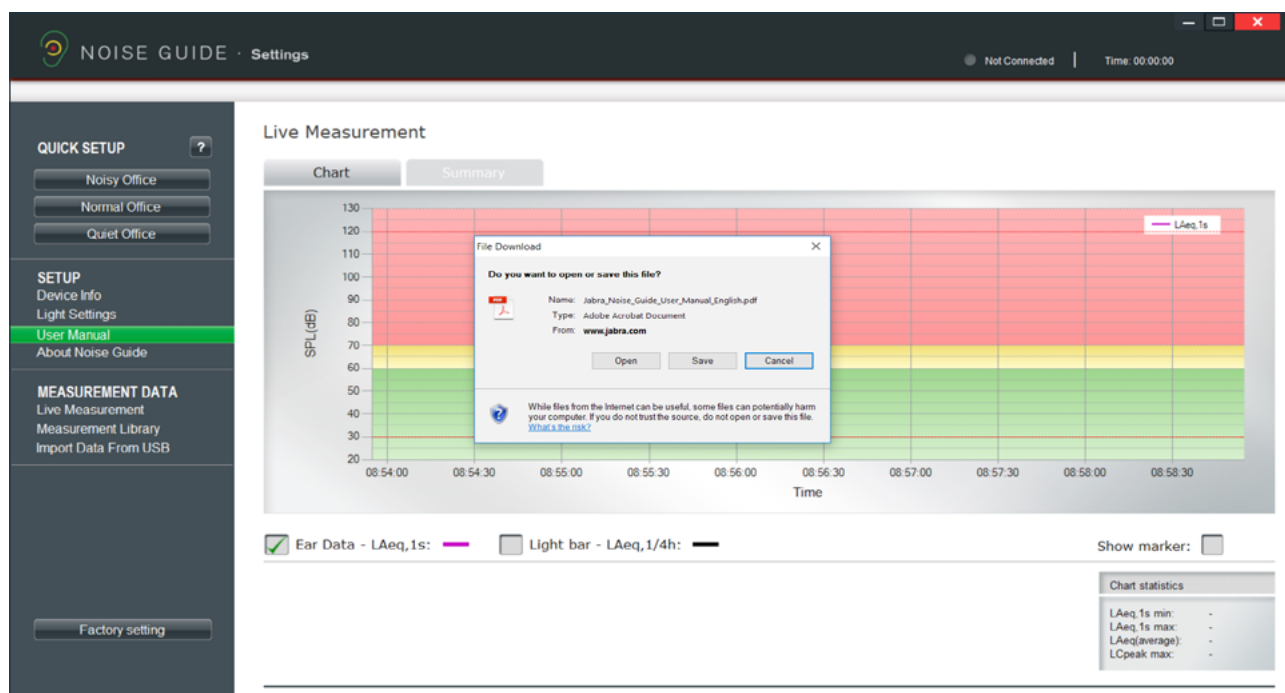 NOISE GUIDE · Settings
Not Connected | Time: 00:00:00
QUICK SETUP ?
Noisy Office
Normal Office
Quiet Office
SETUP
Device Info
Light Settings
User Manual
About Noise Guide
MEASUREMENT DATA
Live Measurement
Measurement Library
Import Data From USB
Factory setting
Live Measurement
Chart Summary
SPL(dB)
130
120
110
100
90
80
70
60
50
40
30
20
LAeq,1s
08:54:00 08:54:30 08:55:00 08:55:30 08:56:00 08:56:30 08:57:00 08:57:30 08:58:00 08:58:30
Time
File Download
Do you want to open or save this file?
PDF
Name: Jabra_Noise_Guide_User_Manual_English.pdf
Type: Adobe Acrobat Document
From: www.jabra.com
Open Save Cancel
While files from the Internet can be useful, some files can potentially harm
your computer. If you do not trust the source, do not open or save this file.
What's the risk?
Ear Data - LAeq,1s: Light bar - LAeq,1/4h: Show marker:
Chart statistics
LAeq,1s min: -
LAeq,1s max: -
LAeq(average): -
LCpeak max: -